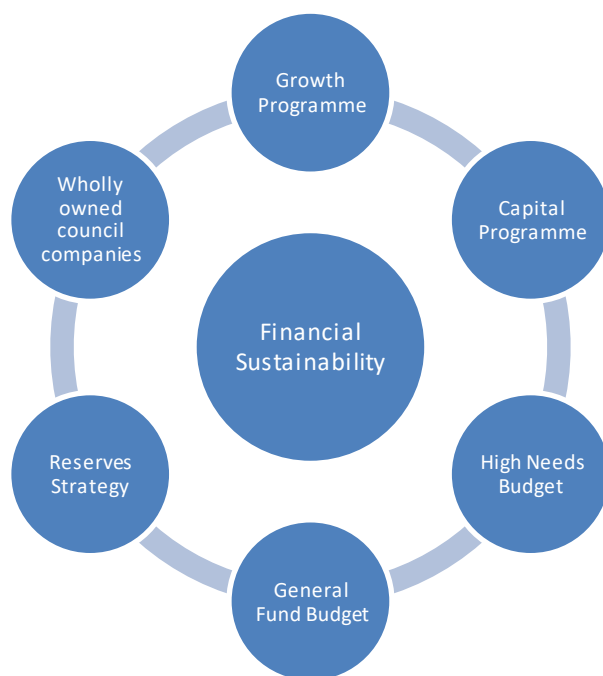 Growth
Programme
Wholly
owned
council
companies
Capital
Programme
Financial
Sustainability
Reserves
Strategy
High Needs
Budget
General
Fund Budget